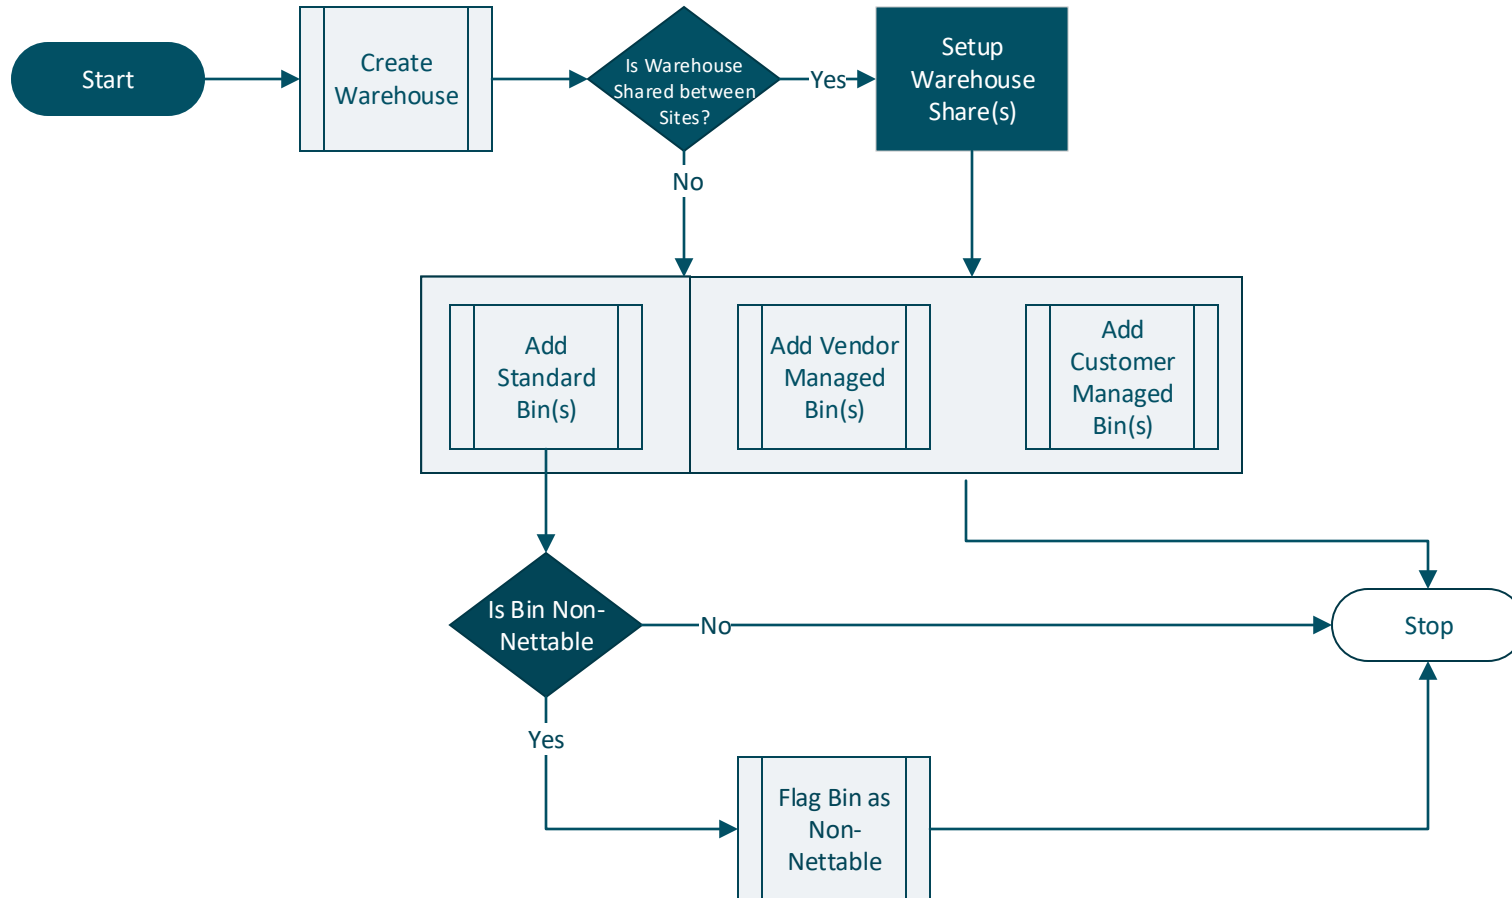 Start
Create
Warehouse
Is Warehouse
Shared between
Sites?
Yes
Setup
Warehouse
Share(s)
No
Add
Standard
Bin(s)
Add Vendor
Managed
Bin(s)
Add
Customer
Managed
Bin(s)
Is Bin Non-
Nettable
No
Stop
Yes
Flag Bin as
Non-
Nettable